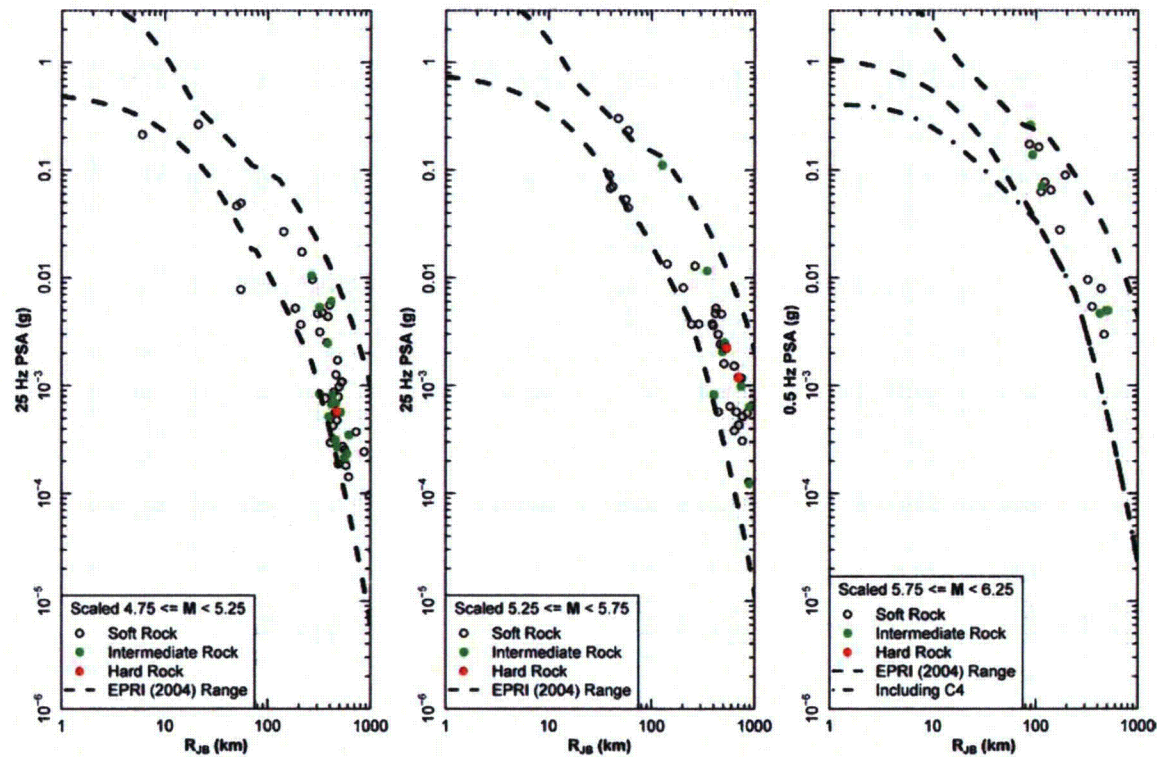 1
0.1
0.01
10⁻³
10⁻⁴
10⁻⁵
10⁻⁶
25 Hz PSA (g)
Scaled 4.75 <= M < 5.25
Soft Rock
Intermediate Rock
Hard Rock
EPRI (2004) Range
1 10 100 1000
R_JB (km)
1
0.1
0.01
10⁻³
10⁻⁴
10⁻⁵
10⁻⁶
25 Hz PSA (g)
Scaled 5.25 <= M < 5.75
Soft Rock
Intermediate Rock
Hard Rock
EPRI (2004) Range
1 10 100 1000
R_JB (km)
1
0.1
0.01
10⁻³
10⁻⁴
10⁻⁵
10⁻⁶
0.5 Hz PSA (g)
Scaled 5.75 <= M < 6.25
Soft Rock
Intermediate Rock
Hard Rock
EPRI (2004) Range
Including C4
1 10 100 1000
R_JB (km)